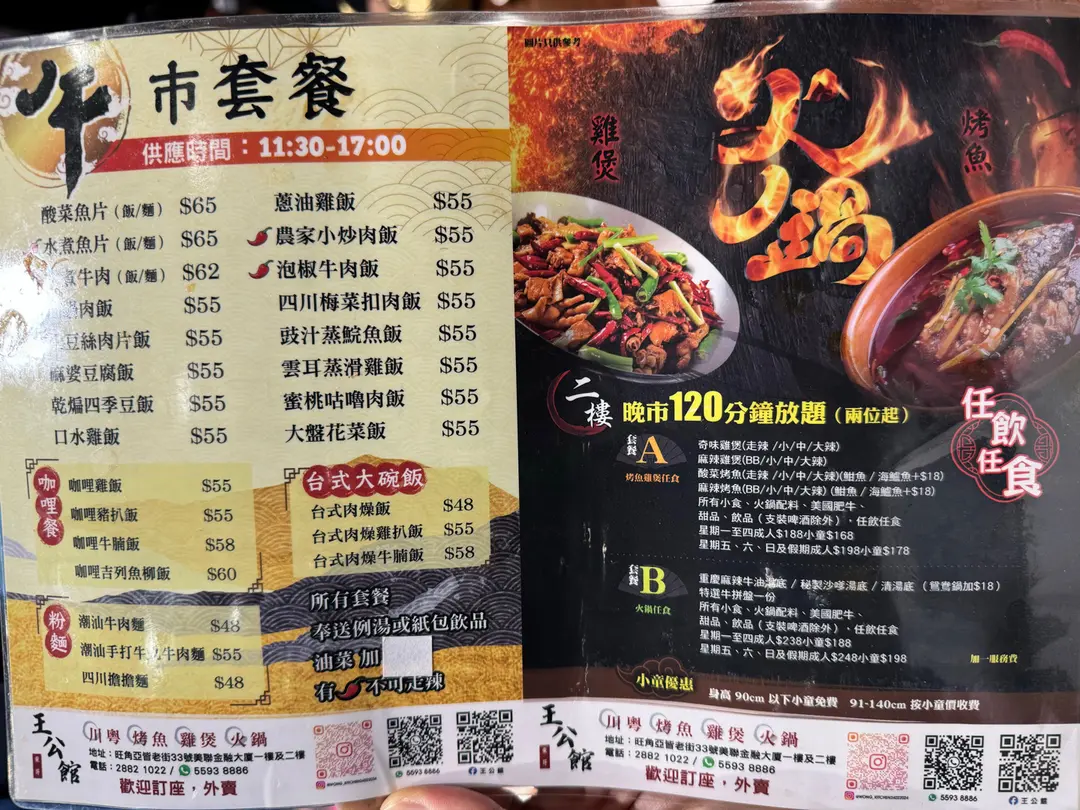 午市套餐
供應時間：11:30-17:00
酸菜魚片（飯/麵） $65
水煮魚片（飯/麵） $65
牛肉（飯/麵） $62
肉飯 $55
豆絲肉片飯 $55
麻婆豆腐飯 $55
乾煸四季豆飯 $55
口水雞飯 $55
蔥油雞飯 $55
農家小炒肉飯 $55
泡椒牛肉飯 $55
四川梅菜扣肉飯 $55
豉汁蒸鯇魚飯 $55
雲耳蒸滑雞飯 $55
蜜桃咕嚕肉飯 $55
大盤花菜飯 $55
咖哩餐
咖哩雞飯 $55
咖哩豬扒飯 $55
咖哩牛腩飯 $58
咖哩吉列魚柳飯 $60
台式大碗飯
台式肉燥飯 $48
台式肉燥雞扒飯 $55
台式肉燥牛腩飯 $58
粉麵
潮汕牛肉麵 $48
潮汕手打牛丸牛肉麵 $55
四川擔擔麵 $48
所有套餐
奉送例湯或紙包飲品
油菜 加
有 不可走辣
王公館
川粵 烤魚 雞煲 火鍋
地址：旺角亞皆老街33號美聯金融大廈一樓及二樓
電話：2882 1022 / 5593 8886
歡迎訂座，外賣
5593 8886
王公館
圖片只供參考
雞煲
火鍋
烤魚
二樓
晚市120分鐘放題（兩位起）
任飲任食
套餐A
烤魚雞煲任食
奇味雞煲(走辣 /小/中/大辣)
麻辣雞煲(BB/小/中/大辣)
酸菜烤魚(走辣 /小/中/大辣)(鮰魚 / 海鱸魚+$18)
麻辣烤魚(BB/小/中/大辣) (鮰魚 / 海鱸魚+$18)
所有小食、火鍋配料、美國肥牛、
甜品、飲品（支裝啤酒除外）、任飲任食
星期一至四成人$188小童$168
星期五、六、日及假期成人$198小童$178
套餐B
火鍋任食
重慶麻辣牛油湯底 / 秘製沙嗲湯底 / 清湯底 （鴛鴦鍋加$18）
特選牛拼盤一份
所有小食、火鍋配料、美國肥牛、
甜品、飲品（支裝啤酒除外）、任飲任食
星期一至四成人$238小童$188
星期五、六、日及假期成人$248小童$198
加一服務費
小童優惠
身高 90cm 以下小童免費 91-140cm 按小童價收費
王公館
川粵 烤魚 雞煲 火鍋
地址：旺角亞皆老街33號美聯金融大廈一樓及二樓
電話：2882 1022 / 5593 8886
歡迎訂座，外賣
5593 8886
王公館